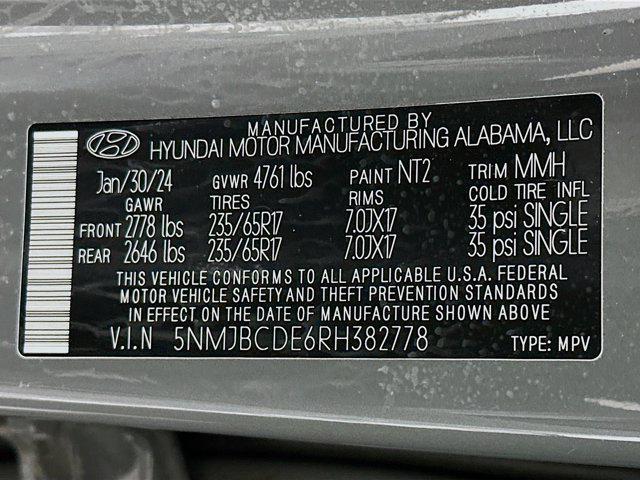 MANUFACTURED BY
HYUNDAI MOTOR MANUFACTURING ALABAMA, LLC
Jan/30/24 GVWR 4761 lbs PAINT NT2 TRIM MMH
GAWR TIRES RIMS COLD TIRE INFL
FRONT 2778 lbs 235/65R17 7.0JX17 35 psi SINGLE
REAR 2646 lbs 235/65R17 7.0JX17 35 psi SINGLE
THIS VEHICLE CONFORMS TO ALL APPLICABLE U.S.A. FEDERAL
MOTOR VEHICLE SAFETY AND THEFT PREVENTION STANDARDS
IN EFFECT ON THE DATE OF MANUFACTURE SHOWN ABOVE
V.I.N 5NMJBCDE6RH382778 TYPE: MPV